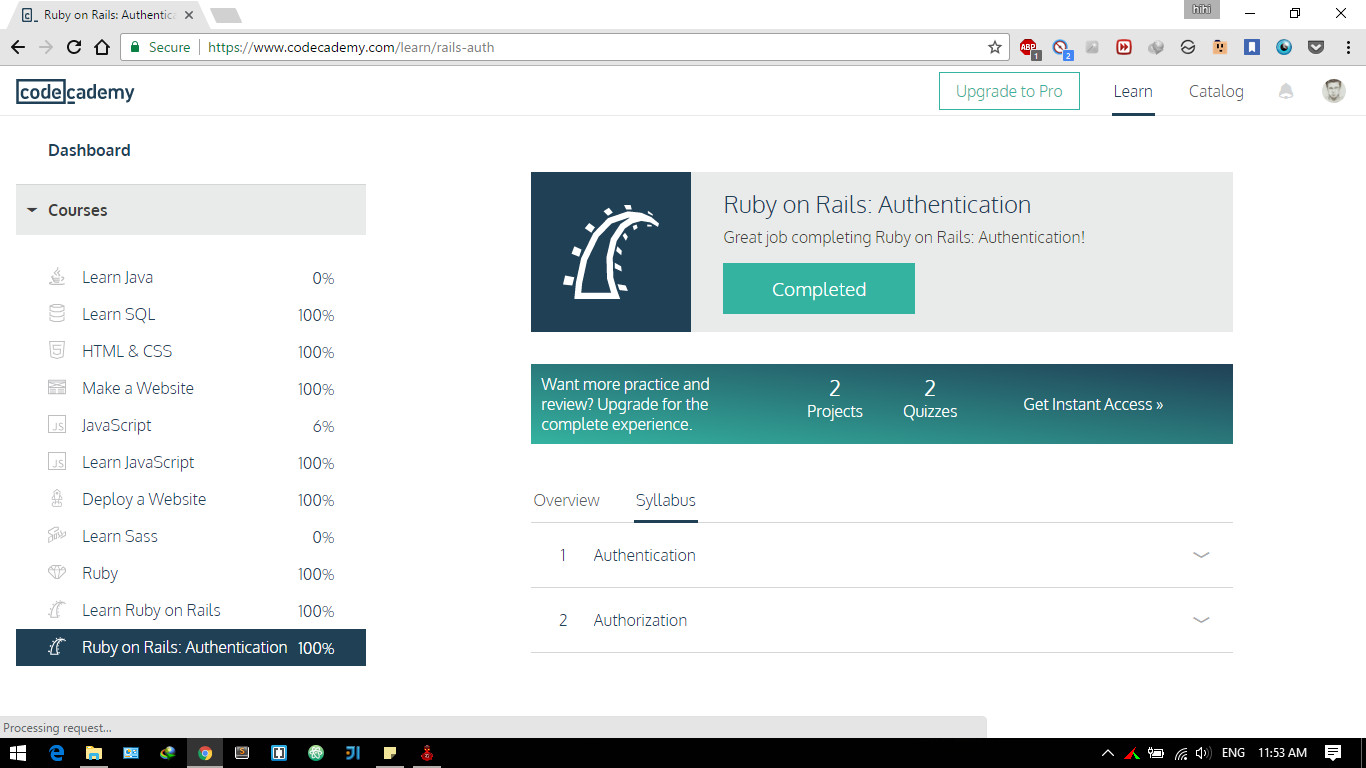 Ruby on Rails: Authentica
hihi
Secure
https://www.codecademy.com/learn/rails-auth
ABP
1
2
codecademy
Upgrade to Pro
Learn
Catalog
Dashboard
Courses
Learn Java 0%
Learn SQL 100%
HTML & CSS 100%
Make a Website 100%
JS JavaScript 6%
JS Learn JavaScript 100%
Deploy a Website 100%
Learn Sass 0%
Ruby 100%
Learn Ruby on Rails 100%
Ruby on Rails: Authentication 100%
Ruby on Rails: Authentication
Great job completing Ruby on Rails: Authentication!
Completed
Want more practice and
review? Upgrade for the
complete experience.
2
Projects
2
Quizzes
Get Instant Access »
Overview
Syllabus
1 Authentication
2 Authorization
Processing request...
ENG
11:53 AM